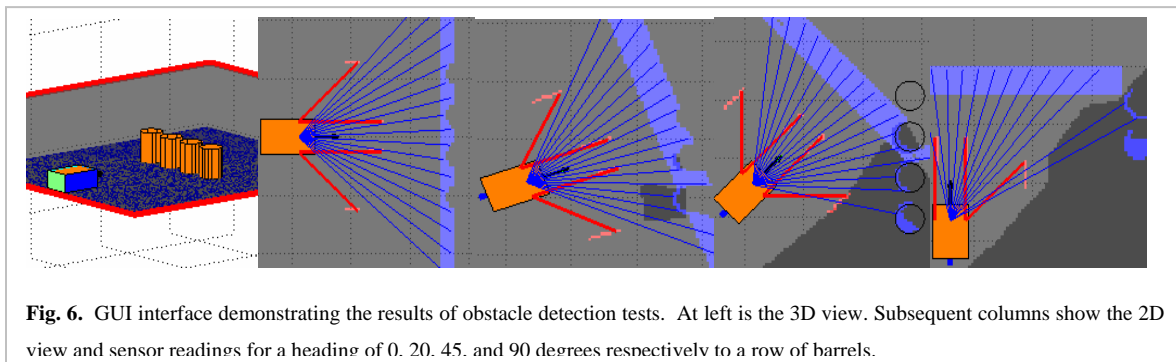 Fig. 6. GUI interface demonstrating the results of obstacle detection tests. At left is the 3D view. Subsequent columns show the 2D
view and sensor readings for a heading of 0, 20, 45, and 90 degrees respectively to a row of barrels.